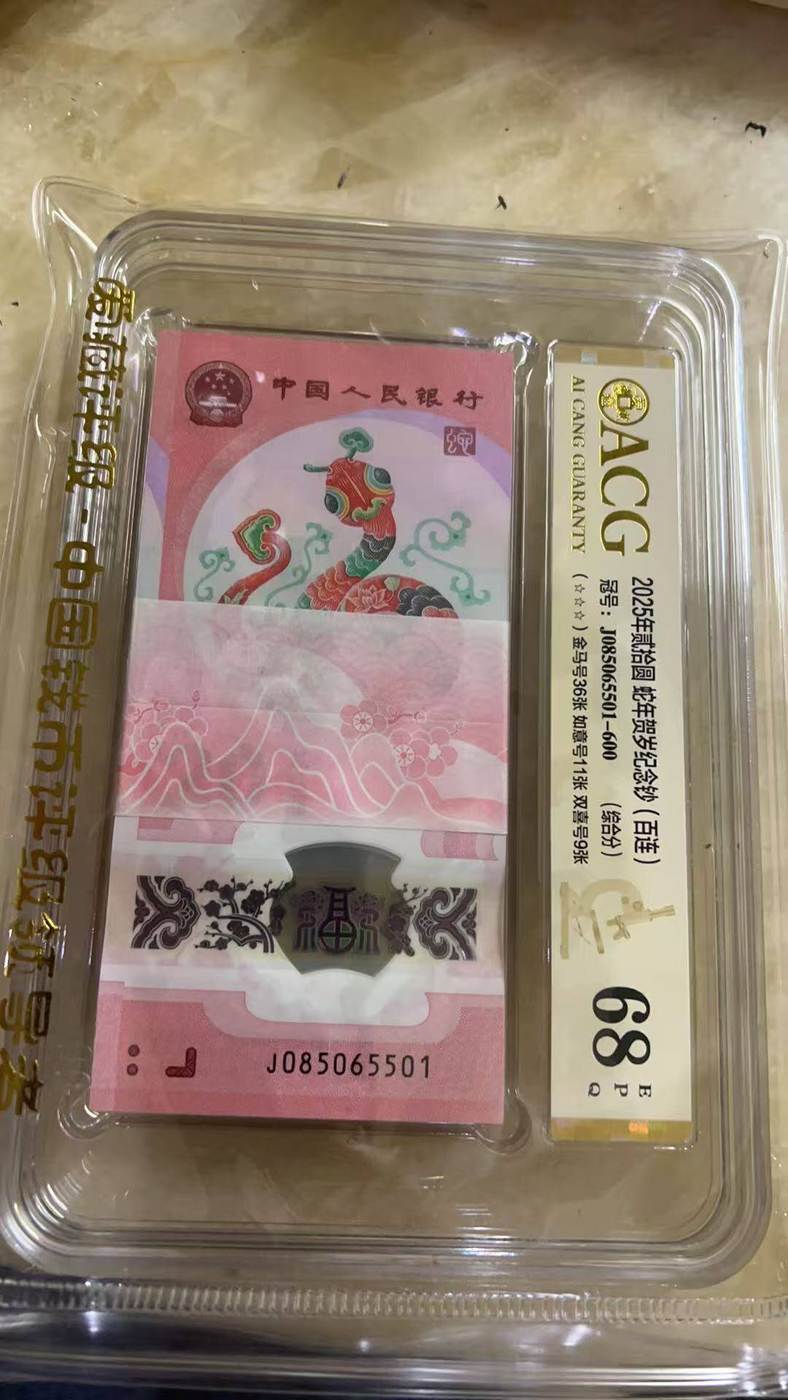 爱藏评级 - 中国钱币评级领导者
中国人民银行
福
J085065501
ACG
AI CANG GUARANTY
2025年贰拾圆 蛇年贺岁纪念钞（百连）
冠号：J085065501-600 （综合分）
（☆☆☆）金马号36张 如意号11张 双喜号9张
68
E
P
Q